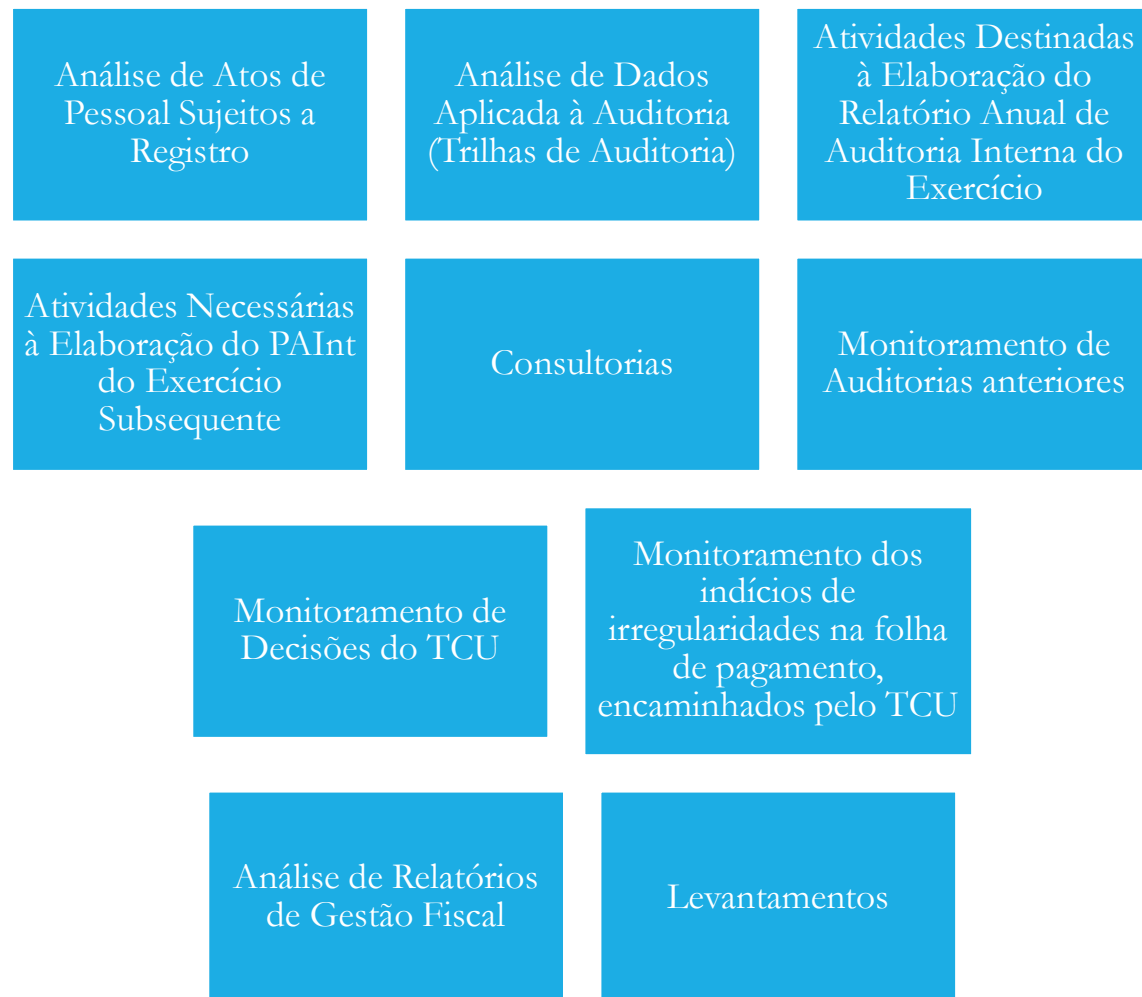 Análise de Atos de
Pessoal Sujeitos a
Registro
Análise de Dados
Aplicada à Auditoria
(Trilhas de Auditoria)
Atividades Destinadas
à Elaboração do
Relatório Anual de
Auditoria Interna do
Exercício
Atividades Necessárias
à Elaboração do PAInt
do Exercício
Subsequente
Consultorias
Monitoramento de
Auditorias anteriores
Monitoramento de
Decisões do TCU
Monitoramento dos
indícios de
irregularidades na folha
de pagamento,
encaminhados pelo TCU
Análise de Relatórios
de Gestão Fiscal
Levantamentos